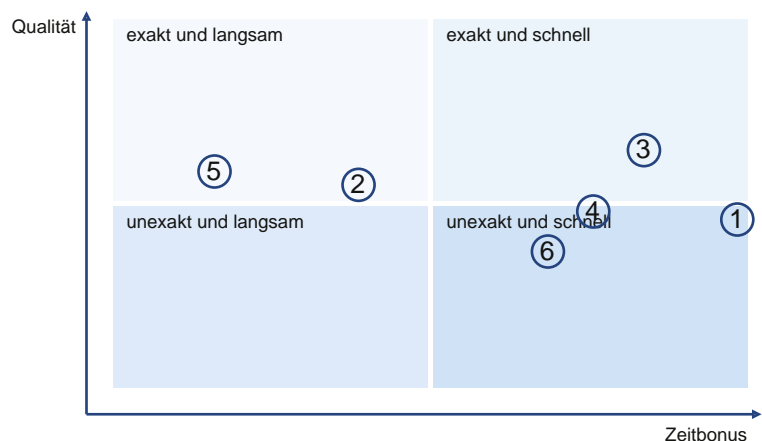 Qualität
exakt und langsam
exakt und schnell
3
5
2
4
1
unexakt und langsam
unexakt und schnell
6
Zeitbonus